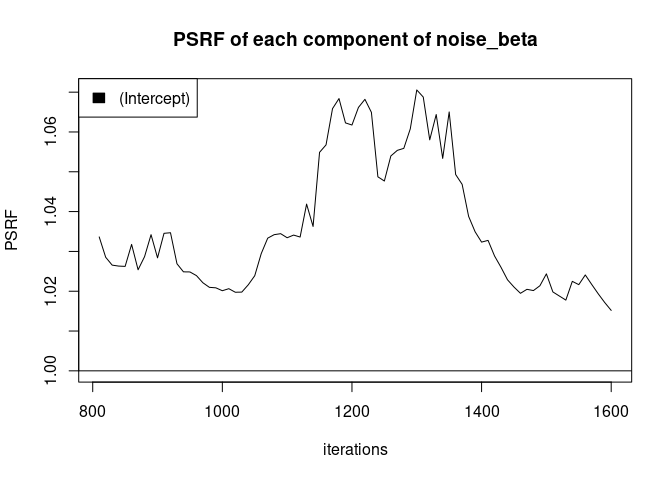 PSRF of each component of noise_beta
(Intercept)
PSRF
1.06
1.04
1.02
1.00
800 1000 1200 1400 1600
iterations